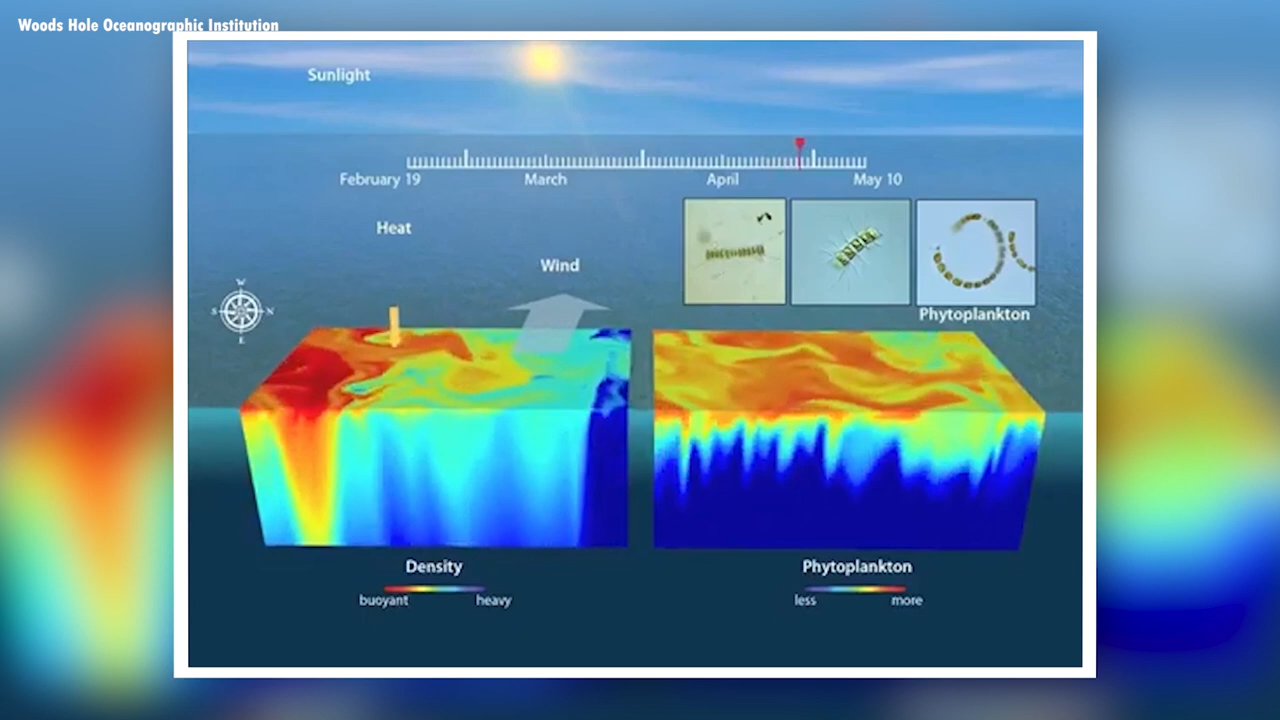 Woods Hole Oceanographic Institution
Sunlight
February 19 March April May 10
Heat
Wind
W
S N
E
Phytoplankton
Density
buoyant heavy
Phytoplankton
less more